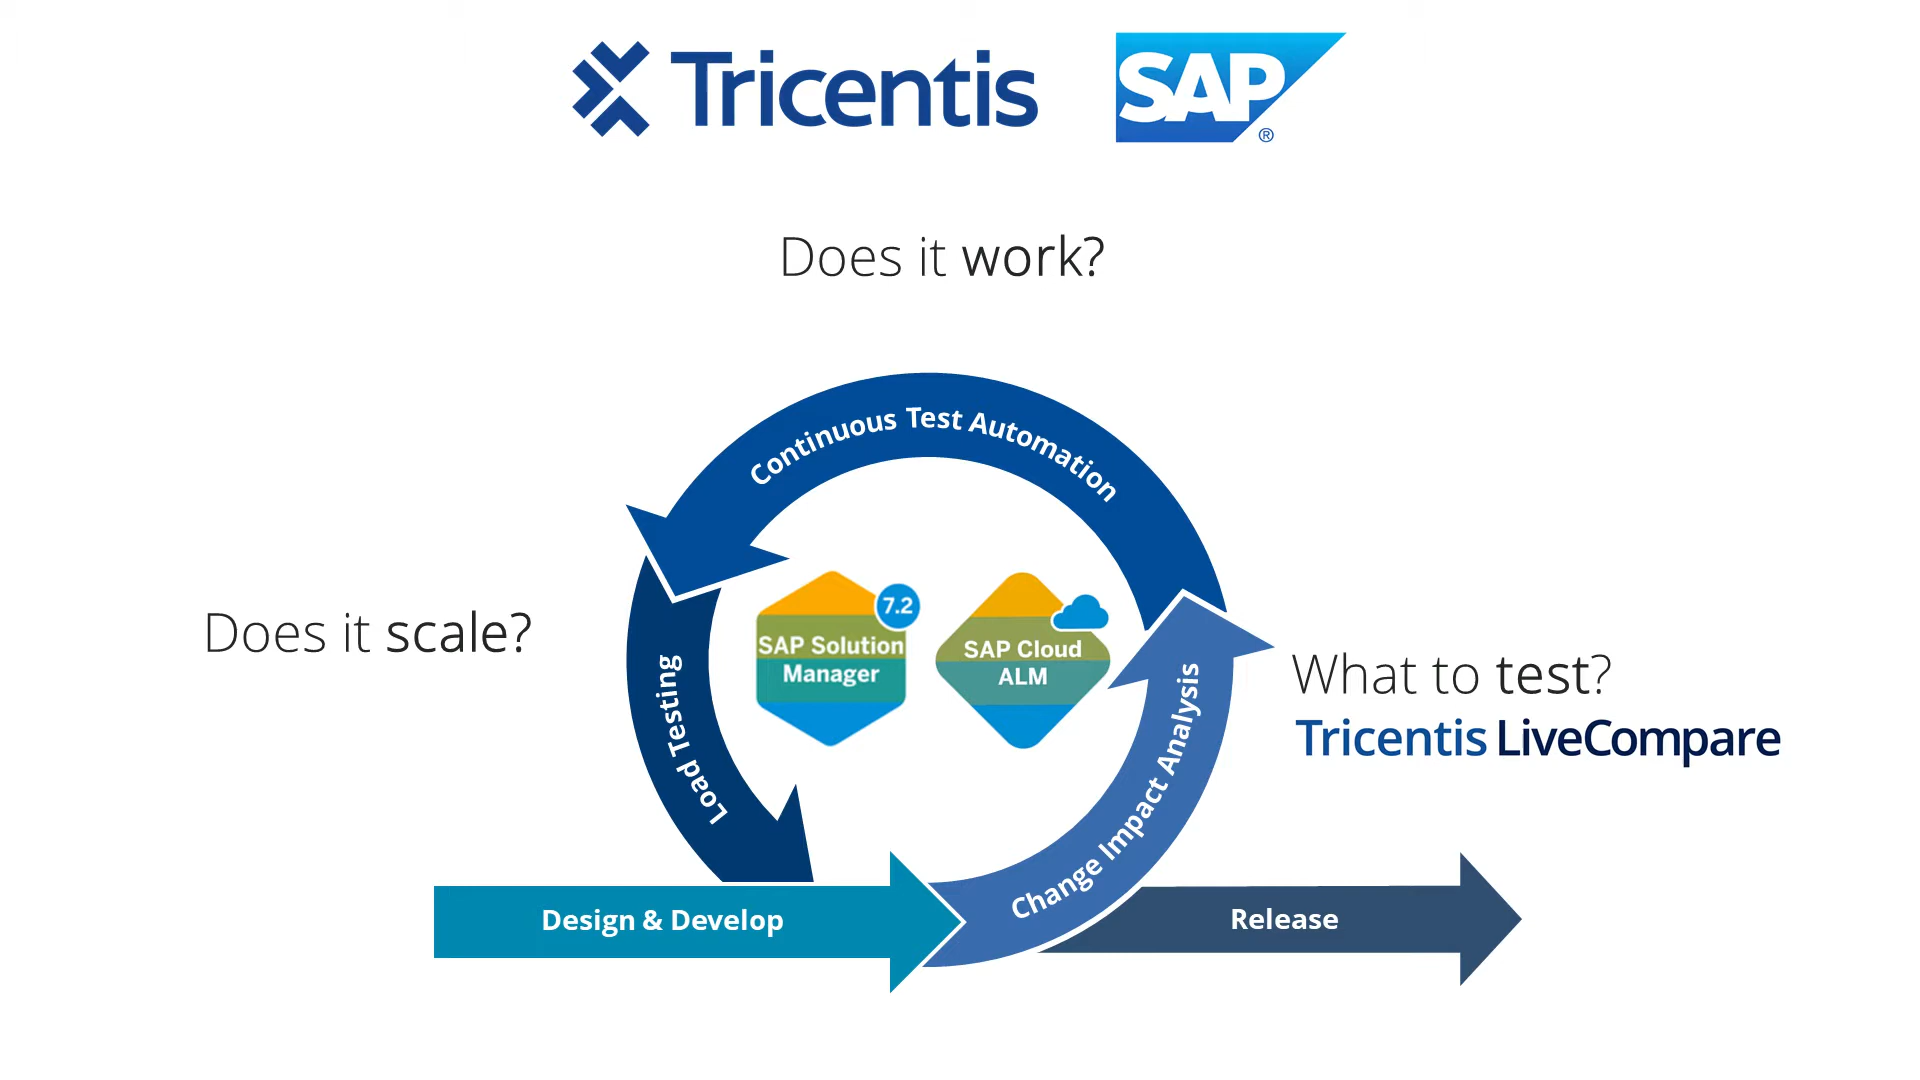 Tricentis
SAP
®
Does it work?
Continuous Test Automation
Does it scale?
Load Testing
7.2
SAP Solution
Manager
SAP Cloud
ALM
Change Impact Analysis
What to test?
Tricentis LiveCompare
Design & Develop
Release